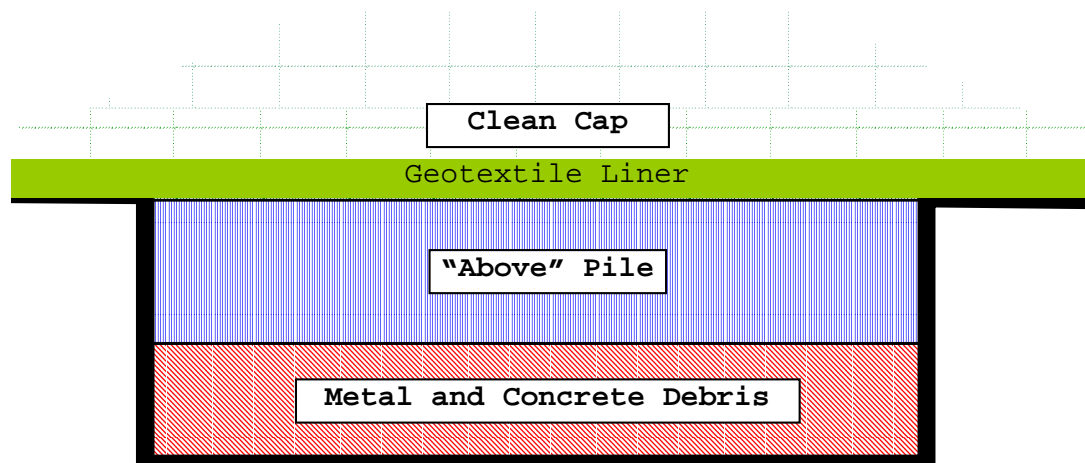 Clean Cap
Geotextile Liner
“Above” Pile
Metal and Concrete Debris